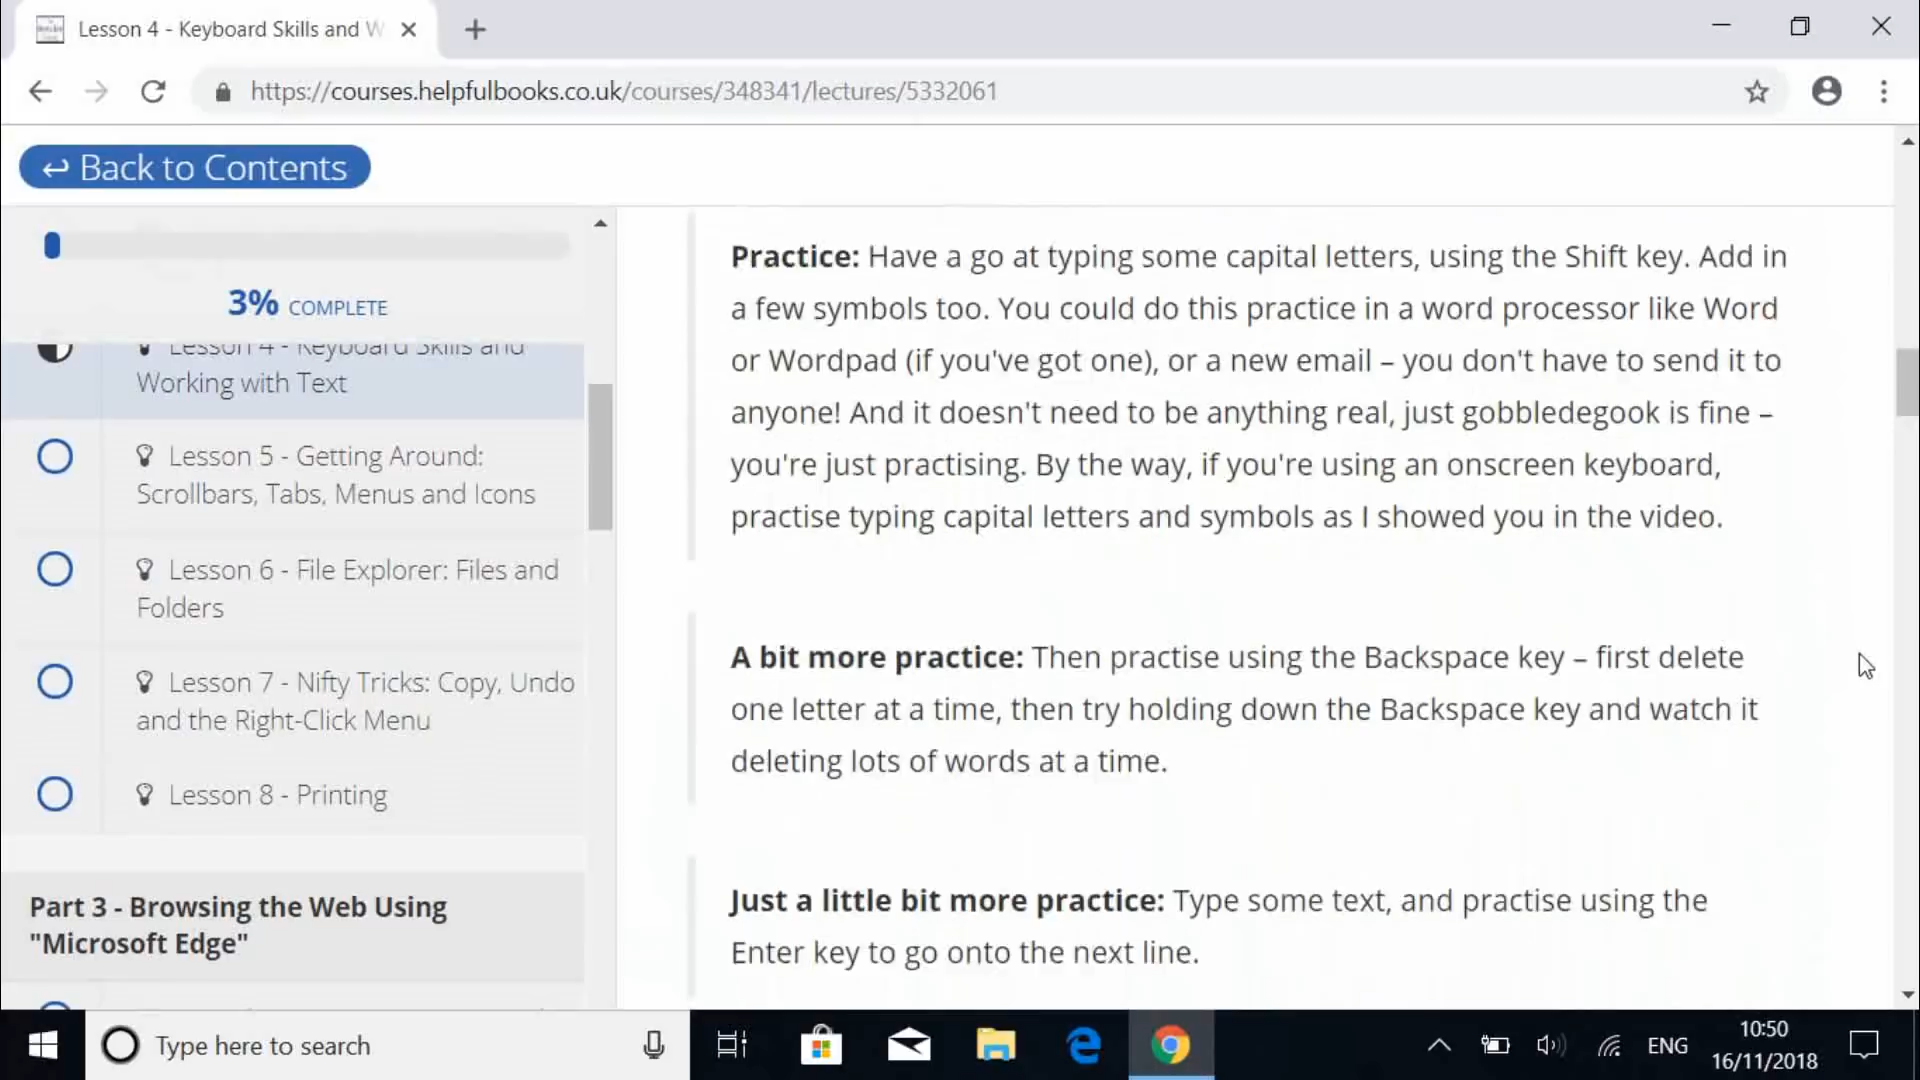 Lesson 4 - Keyboard Skills and W
https://courses.helpfulbooks.co.uk/courses/348341/lectures/5332061
↩ Back to Contents
3% COMPLETE
Lesson 4 - Keyboard Skills and
Working with Text
Lesson 5 - Getting Around:
Scrollbars, Tabs, Menus and Icons
Lesson 6 - File Explorer: Files and
Folders
Lesson 7 - Nifty Tricks: Copy, Undo
and the Right-Click Menu
Lesson 8 - Printing
Part 3 - Browsing the Web Using
"Microsoft Edge"
Practice: Have a go at typing some capital letters, using the Shift key. Add in
a few symbols too. You could do this practice in a word processor like Word
or Wordpad (if you've got one), or a new email – you don't have to send it to
anyone! And it doesn't need to be anything real, just gobbledegook is fine –
you're just practising. By the way, if you're using an onscreen keyboard,
practise typing capital letters and symbols as I showed you in the video.
A bit more practice: Then practise using the Backspace key – first delete
one letter at a time, then try holding down the Backspace key and watch it
deleting lots of words at a time.
Just a little bit more practice: Type some text, and practise using the
Enter key to go onto the next line.
Type here to search
ENG
10:50
16/11/2018